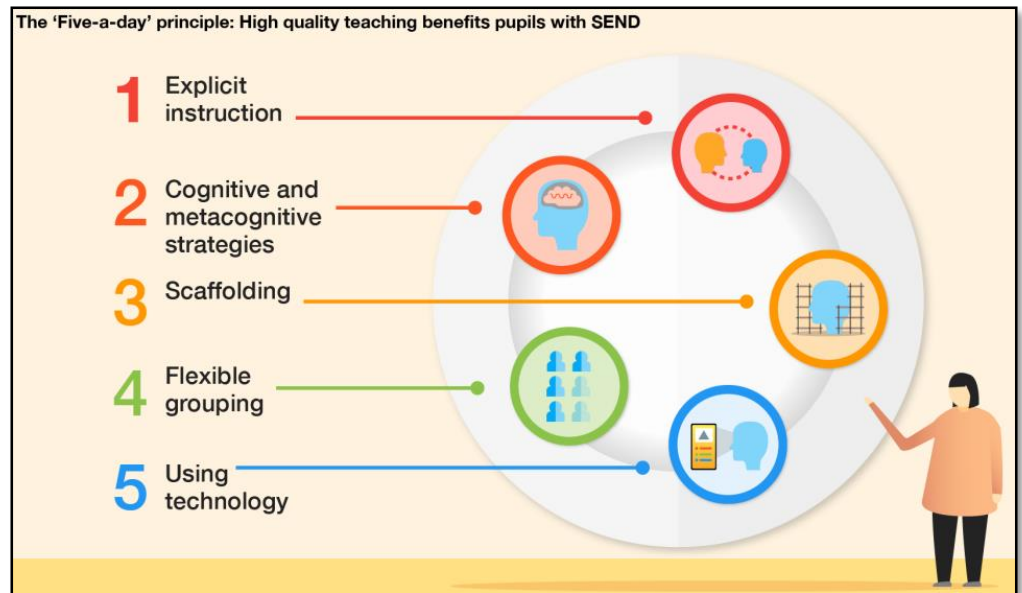 The ‘Five-a-day’ principle: High quality teaching benefits pupils with SEND
1 Explicit
instruction
2 Cognitive and
metacognitive
strategies
3 Scaffolding
4 Flexible
grouping
5 Using
technology